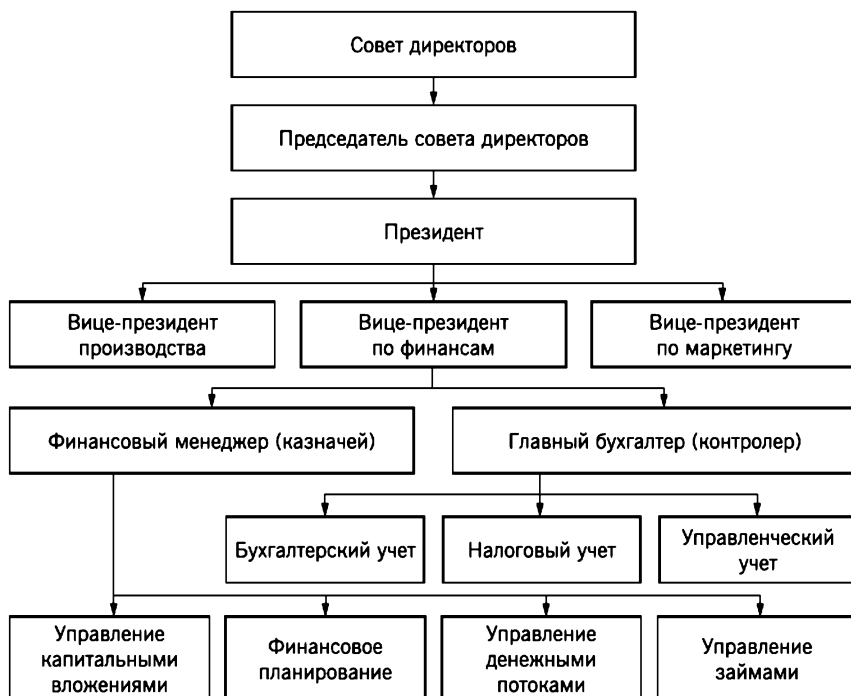 Совет директоров
Председатель совета директоров
Президент
Вице-президент
производства
Вице-президент
по финансам
Вице-президент
по маркетингу
Финансовый менеджер (казначей)
Главный бухгалтер (контролер)
Бухгалтерский учет
Налоговый учет
Управленческий
учет
Управление
капитальными
вложениями
Финансовое
планирование
Управление
денежными
потоками
Управление
займами